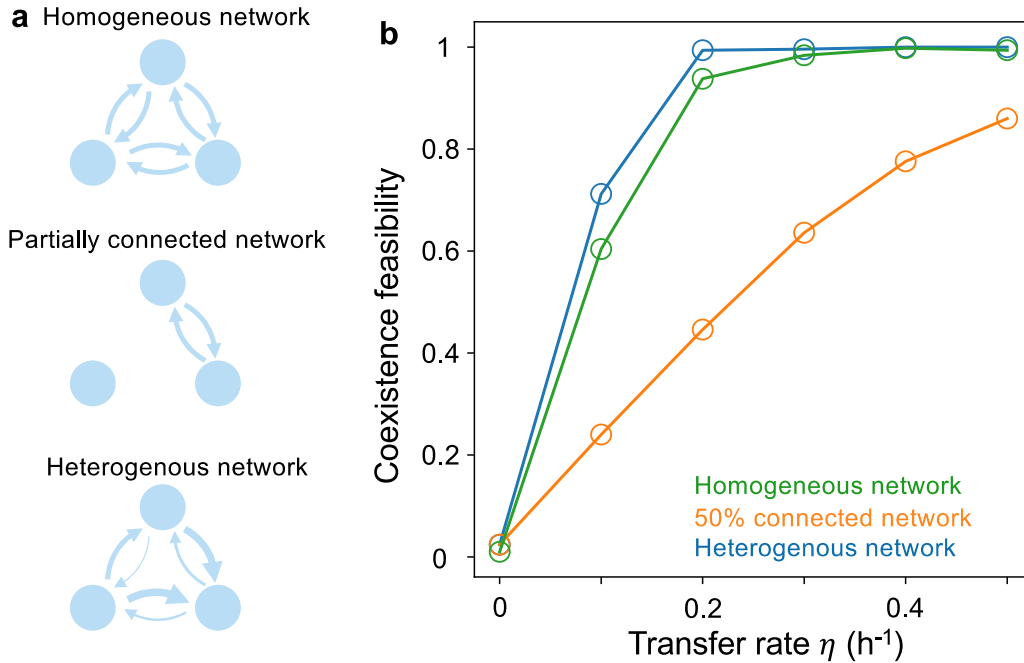 a Homogeneous network
Partially connected network
Heterogenous network
b
Coexistence feasibility
1
0.8
0.6
0.4
0.2
0
Homogeneous network
50% connected network
Heterogenous network
0 0.2 0.4
Transfer rate η (h⁻¹)